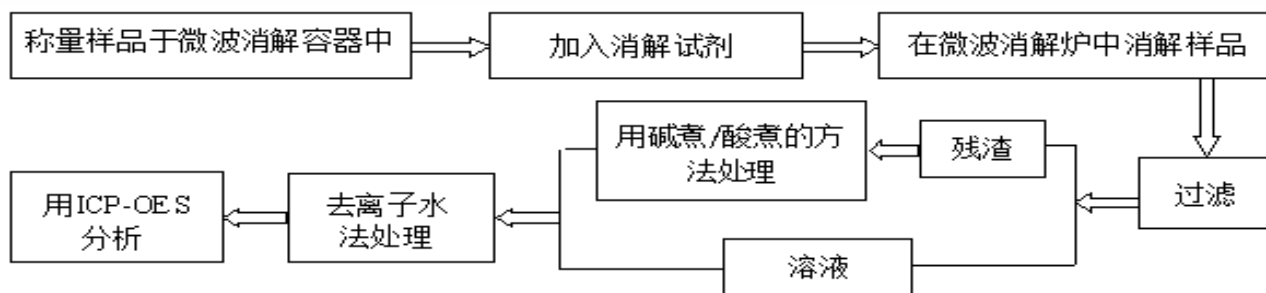 称量样品于微波消解容器中
加入消解试剂
在微波消解炉中消解样品
过滤
残渣
用碱煮/酸煮的方
法处理
溶液
去离子水
法处理
用ICP-OES
分析